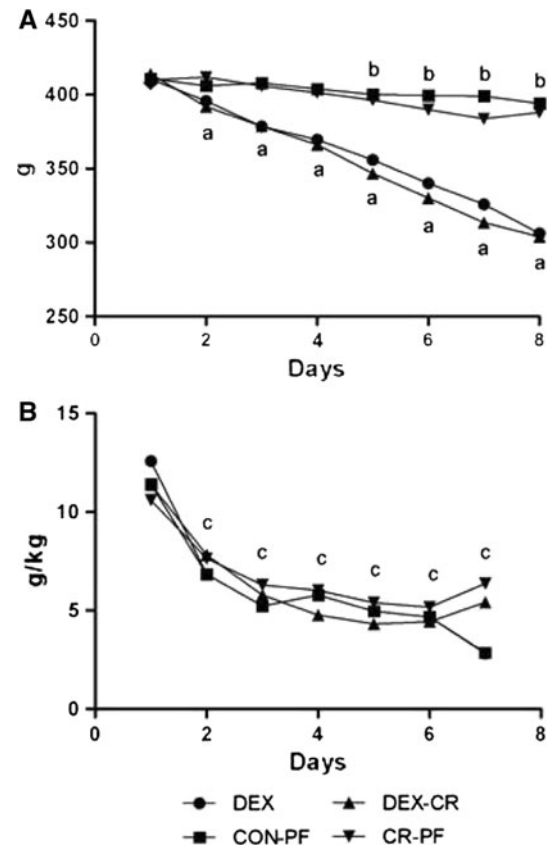 A
450
400
350
300
250
g
b b b b
a a a a a a a
0 2 4 6 8
Days
B
15
10
5
0
g/kg
c c c c c c
0 2 4 6 8
Days
DEX DEX-CR
CON-PF CR-PF